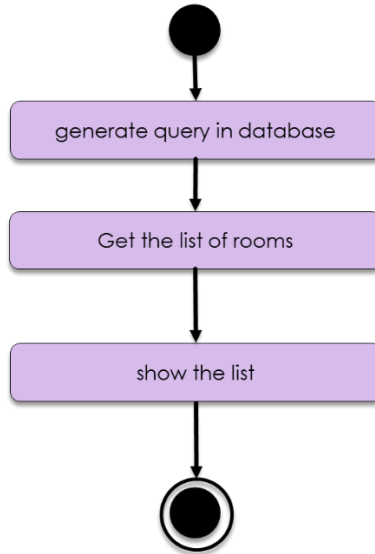 generate query in database
Get the list of rooms
show the list